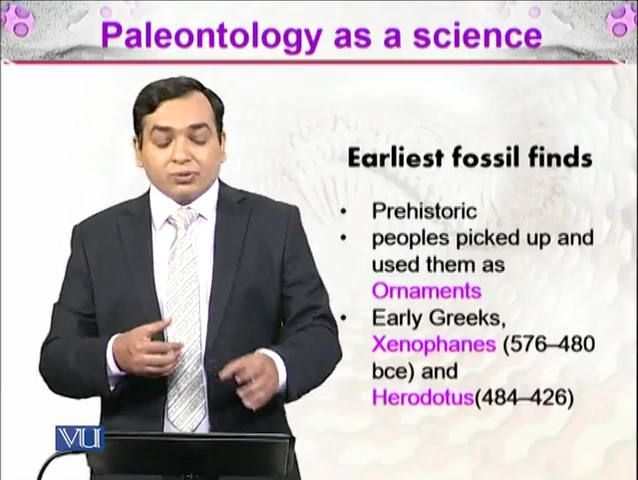 Paleontology as a science
Earliest fossil finds
• Prehistoric
• peoples picked up and
used them as
Ornaments
• Early Greeks,
Xenophanes (576–480
bce) and
Herodotus(484–426)
VU